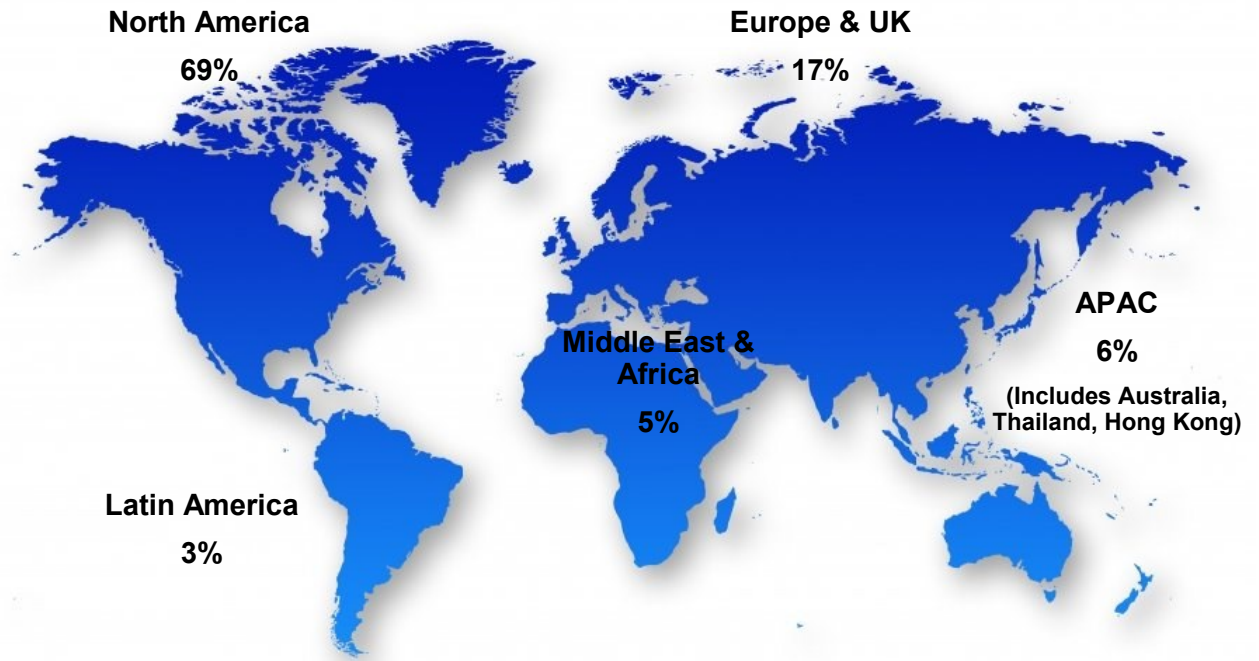 North America
69%
Europe & UK
17%
Middle East &
Africa
5%
APAC
6%
(Includes Australia,
Thailand, Hong Kong)
Latin America
3%